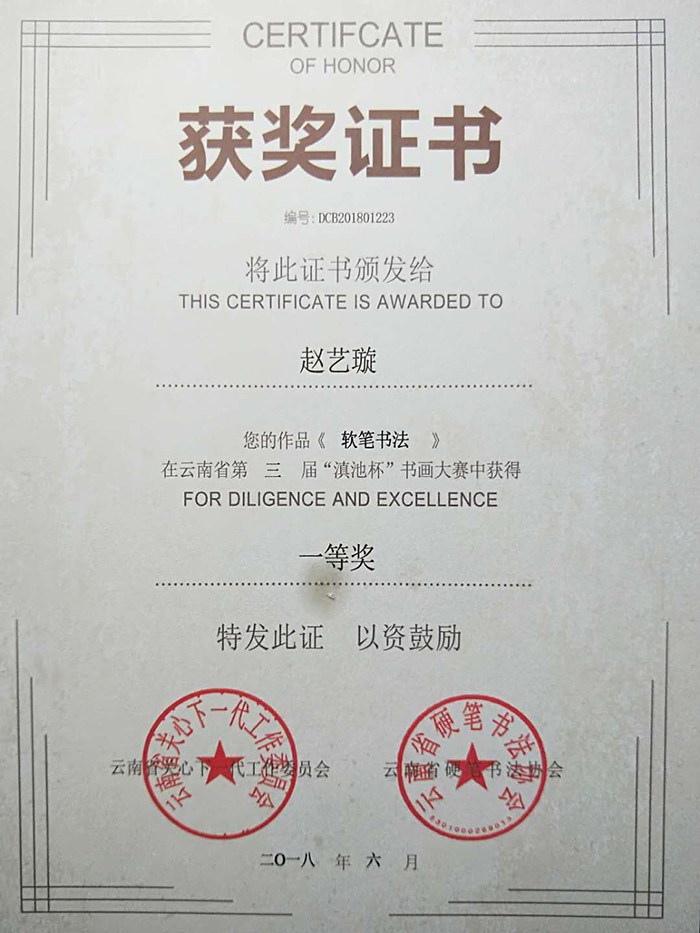 CERTIFCATE
OF HONOR
获奖证书
编号: DCB201801223
将此证书颁发给
THIS CERTIFICATE IS AWARDED TO
赵艺璇
您的作品《 软笔书法 》
在云南省第 三 届“滇池杯”书画大赛中获得
FOR DILIGENCE AND EXCELLENCE
一等奖
特发此证 以资鼓励
云南省关心下一代工作委员会
云南省关心下一代工作委员会
云南省硬笔书法协会
云南省硬笔书法协会
5301000269013
二〇一八 年 六 月